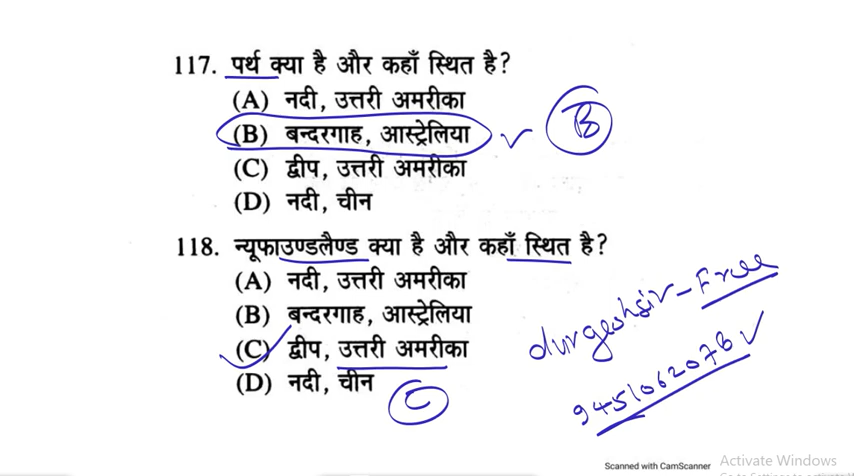 117. पर्थ क्या है और कहाँ स्थित है?
(A) नदी, उत्तरी अमरीका
(B) बन्दरगाह, आस्ट्रेलिया
B
(C) द्वीप, उत्तरी अमरीका
(D) नदी, चीन
118. न्यूफाउण्डलैण्ड क्या है और कहाँ स्थित है?
(A) नदी, उत्तरी अमरीका
(B) बन्दरगाह, आस्ट्रेलिया
(C) द्वीप, उत्तरी अमरीका
(D) नदी, चीन
C
durgeshsir - Free
9451062076
Scanned with CamScanner
Activate Windows